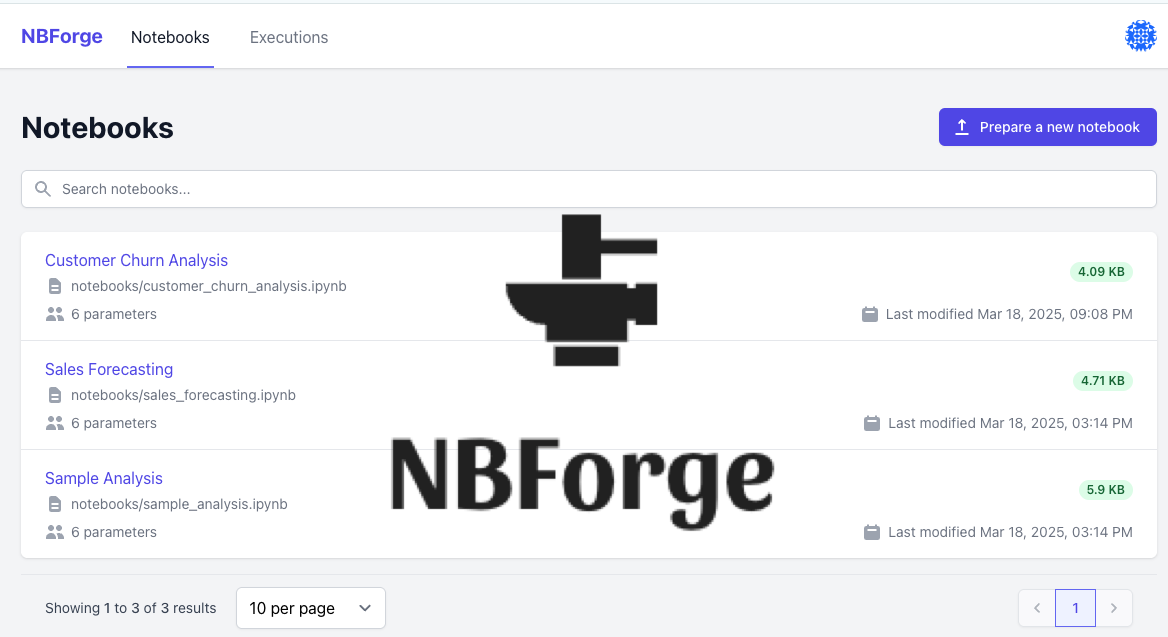 NBForge Notebooks Executions
Notebooks
Prepare a new notebook
Search notebooks...
Customer Churn Analysis
4.09 KB
notebooks/customer_churn_analysis.ipynb
6 parameters
Last modified Mar 18, 2025, 09:08 PM
Sales Forecasting
4.71 KB
notebooks/sales_forecasting.ipynb
6 parameters
Last modified Mar 18, 2025, 03:14 PM
NBForge
Sample Analysis
5.9 KB
notebooks/sample_analysis.ipynb
6 parameters
Last modified Mar 18, 2025, 03:14 PM
Showing 1 to 3 of 3 results
10 per page
1